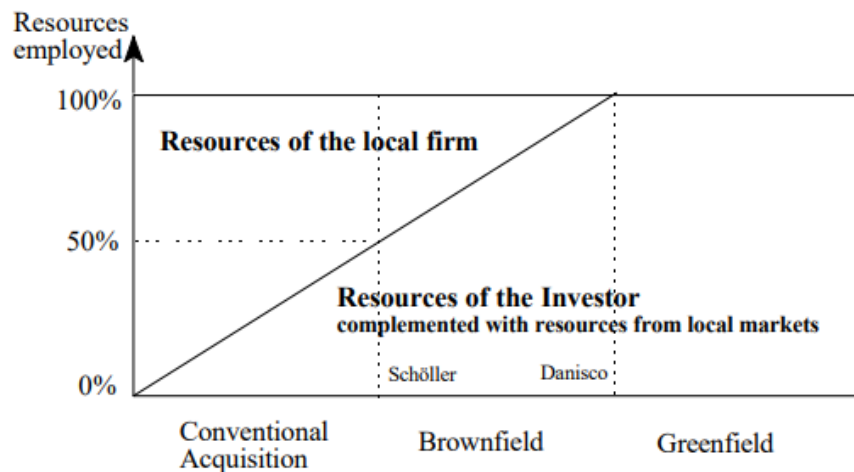 Resources
employed
100%
Resources of the local firm
50%
Resources of the Investor
complemented with resources from local markets
Schöller
Danisco
0%
Conventional
Acquisition
Brownfield
Greenfield